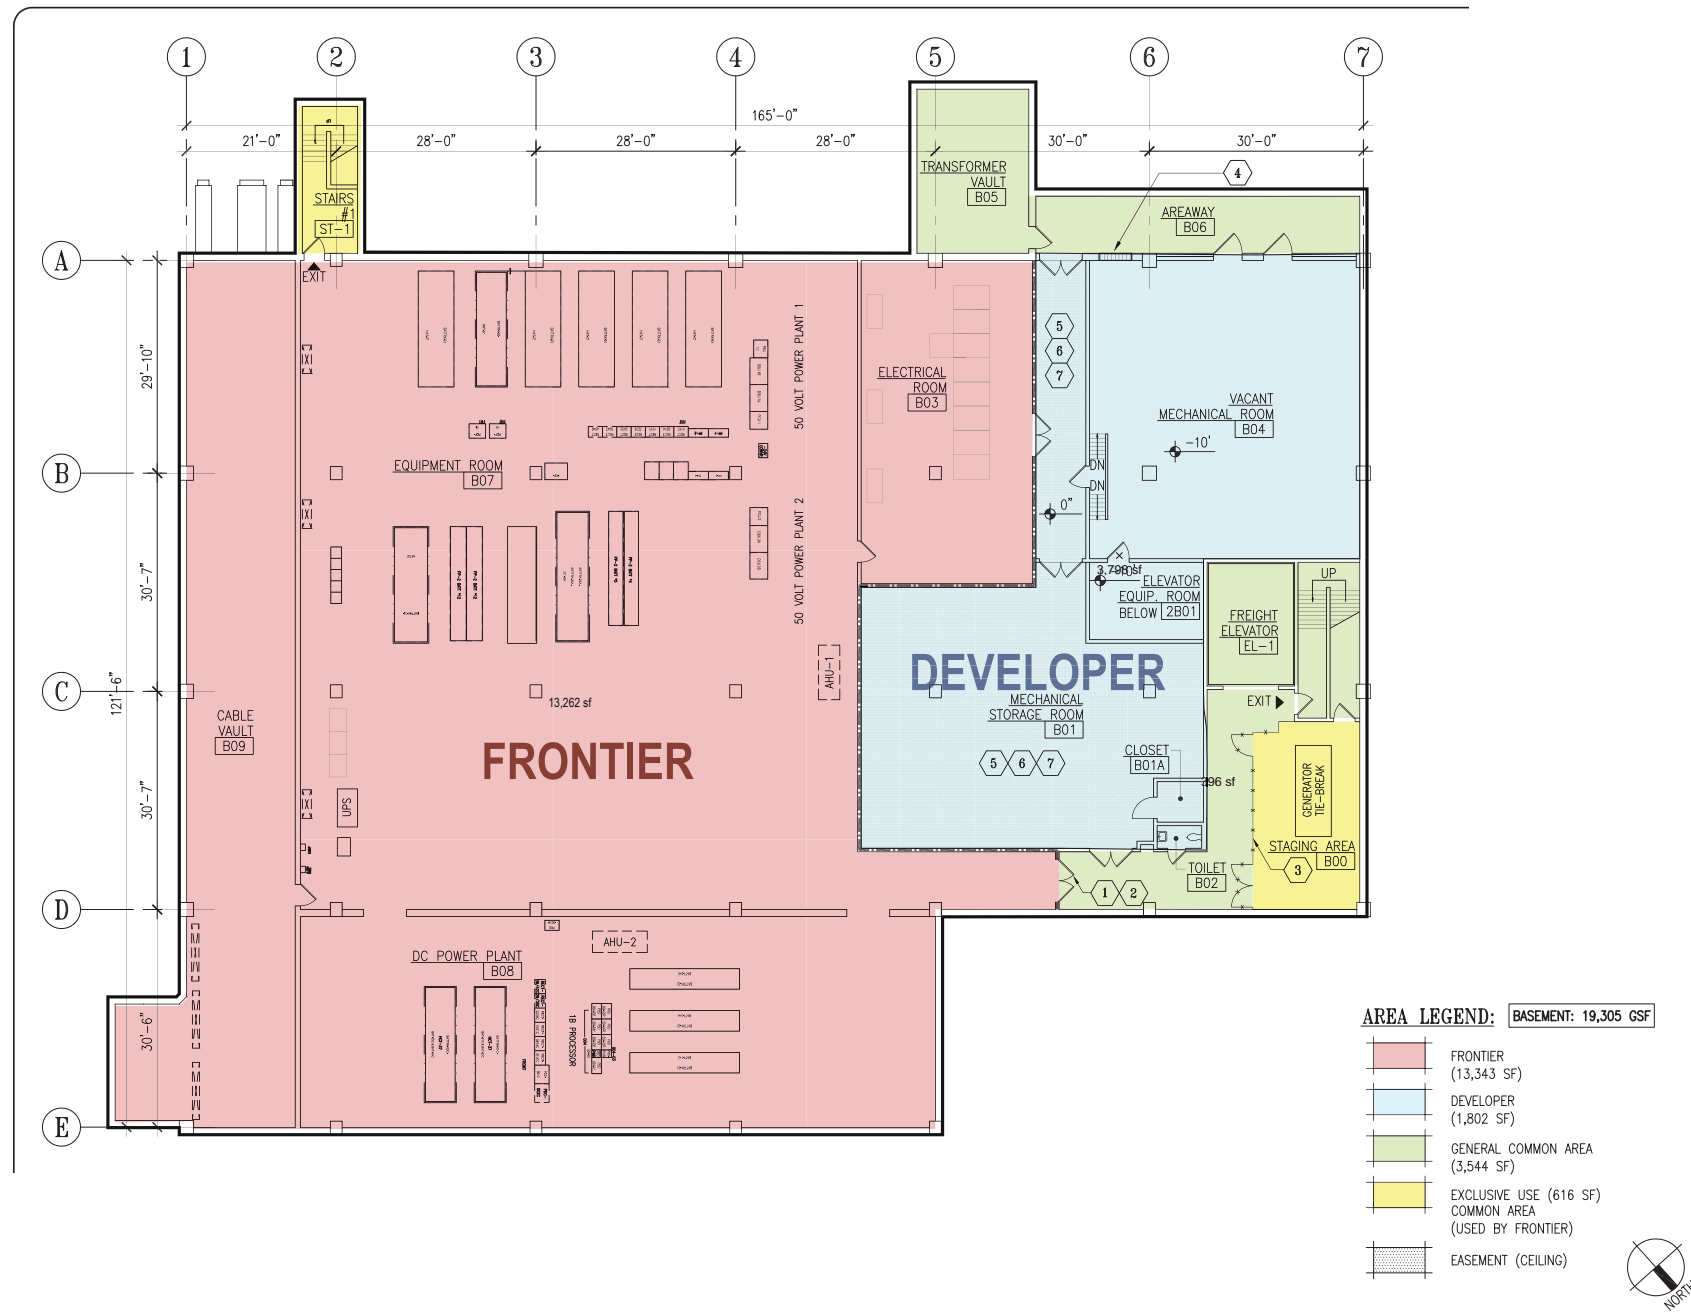 1
2
3
4
5
6
7
165'-0"
21'-0"
28'-0"
28'-0"
28'-0"
30'-0"
30'-0"
4
TRANSFORMER
VAULT
B05
STAIRS
#1
ST-1
AREAWAY
B06
A
EXIT
29'-10"
50 VOLT POWER PLANT 1
5
6
7
ELECTRICAL
ROOM
B03
VACANT
MECHANICAL ROOM
B04
-10'
B
EQUIPMENT ROOM
B07
DN
DN
0"
50 VOLT POWER PLANT 2
30'-7"
3,798 sf
-10'
ELEVATOR
EQUIP. ROOM
BELOW 2B01
UP
FREIGHT
ELEVATOR
EL-1
AHU-1
DEVELOPER
C
121'-6"
13,262 sf
MECHANICAL
STORAGE ROOM
B01
EXIT
CABLE
VAULT
B09
FRONTIER
5
6
7
CLOSET
B01A
396 sf
GENERATOR
TIE-BREAK
30'-7"
UPS
STAGING AREA
B00
3
TOILET
B02
1
2
D
AHU-2
DC POWER PLANT
B08
1B PROCESSOR
FRONT
30'-6"
E
AREA LEGEND:
BASEMENT: 19,305 GSF
FRONTIER
(13,343 SF)
DEVELOPER
(1,802 SF)
GENERAL COMMON AREA
(3,544 SF)
EXCLUSIVE USE (616 SF)
COMMON AREA
(USED BY FRONTIER)
EASEMENT (CEILING)
NORTH